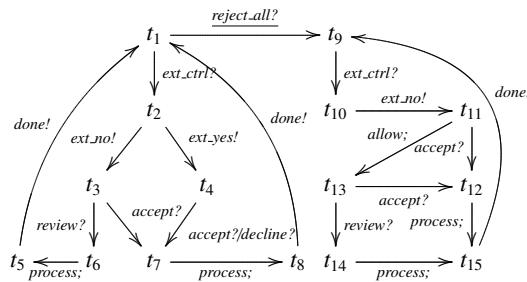 reject_all?
t1 t9
ext_ctrl? ext_ctrl?
t2 t10 ext_no! t11
done! ext_no! ext_yes! done! allow; accept? done!
t3 t4 t13 accept? t12
review? accept? accept?/decline? review? process;
t5 process; t6 t7 process; t8 t14 process; t15